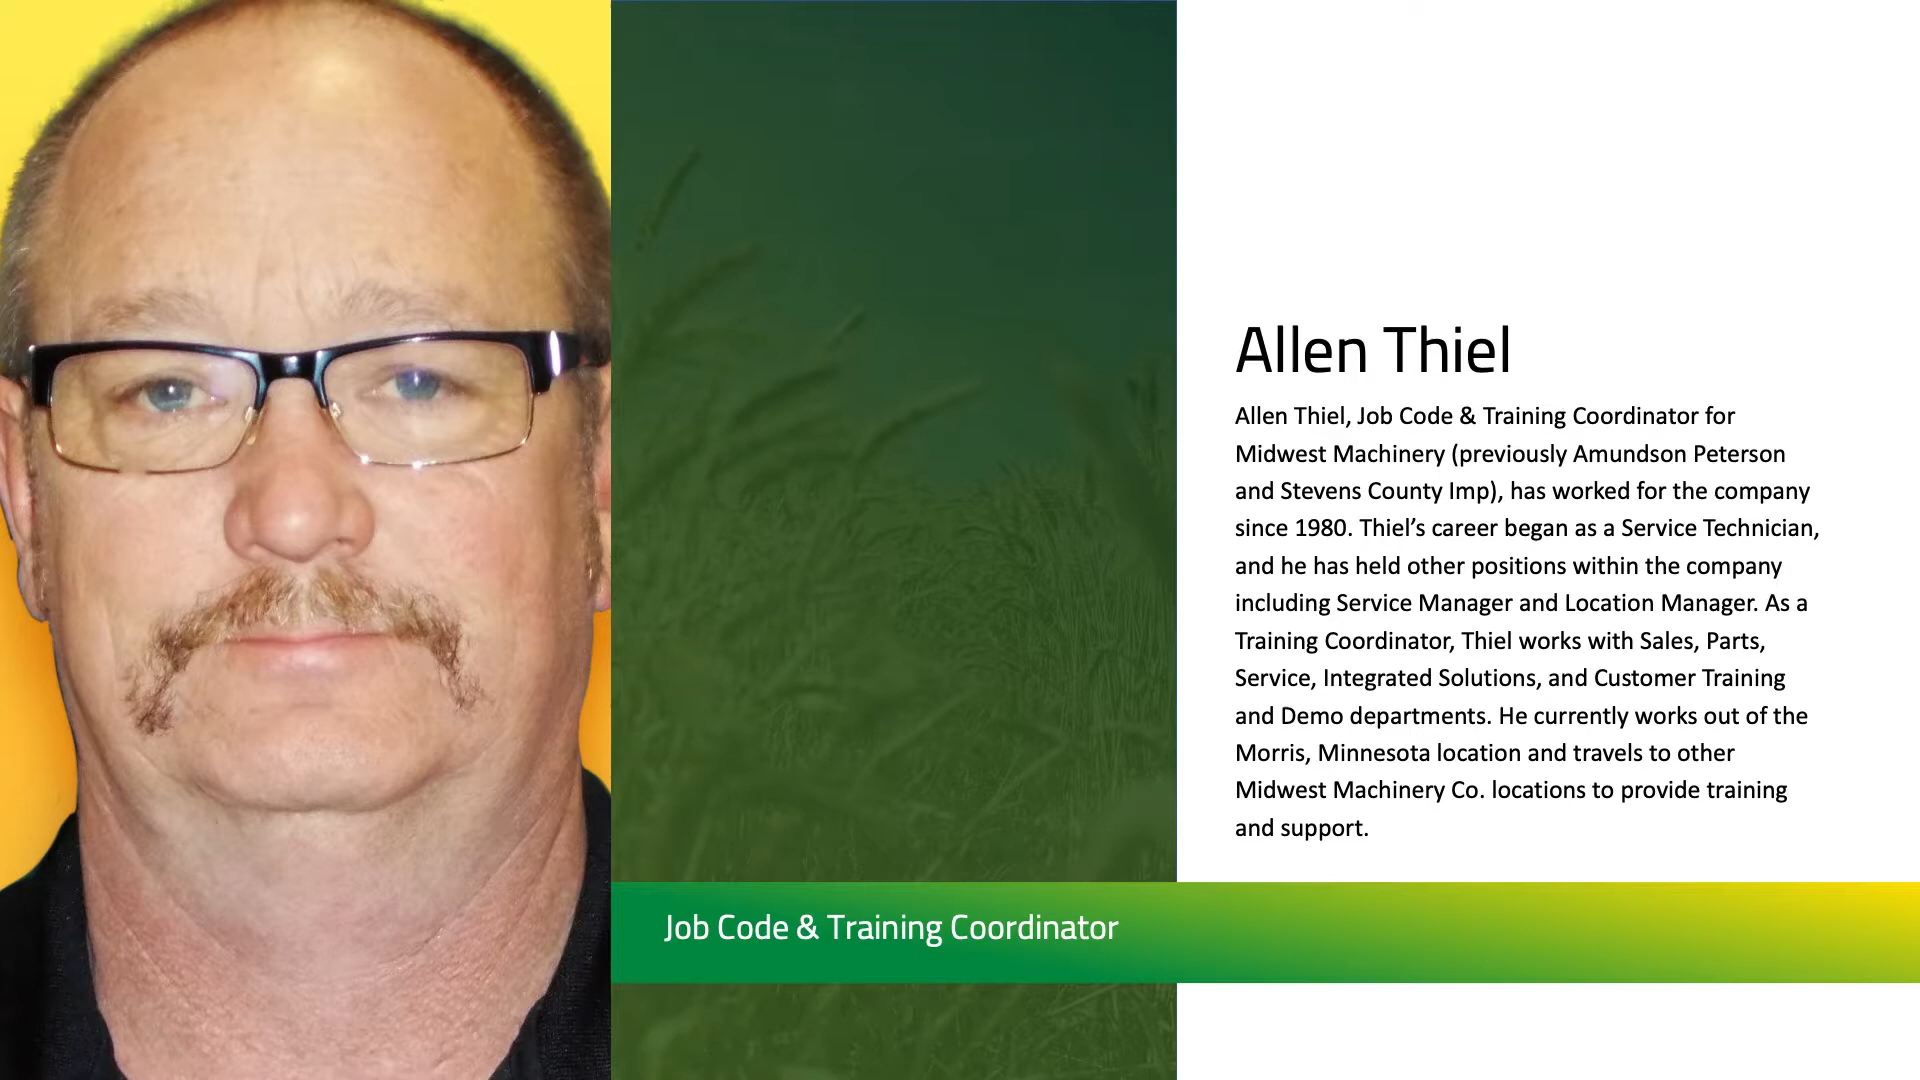 Allen Thiel
Allen Thiel, Job Code & Training Coordinator for
Midwest Machinery (previously Amundson Peterson
and Stevens County Imp), has worked for the company
since 1980. Thiel’s career began as a Service Technician,
and he has held other positions within the company
including Service Manager and Location Manager. As a
Training Coordinator, Thiel works with Sales, Parts,
Service, Integrated Solutions, and Customer Training
and Demo departments. He currently works out of the
Morris, Minnesota location and travels to other
Midwest Machinery Co. locations to provide training
and support.
Job Code & Training Coordinator